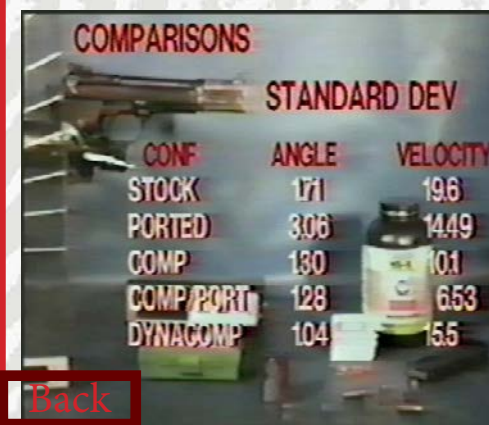 COMPARISONS
STANDARD DEV
CONF ANGLE VELOCITY
STOCK 1.71 19.6
PORTED 3.06 14.49
COMP 1.30 10.1
COMP/PORT 1.28 6.53
DYNACOMP 1.04 15.5
Back